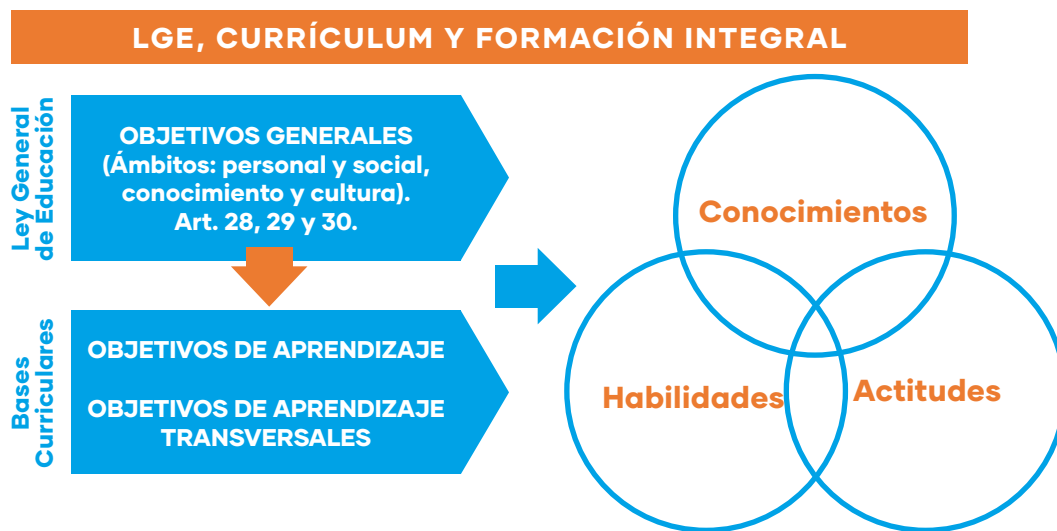 LGE, CURRÍCULUM Y FORMACIÓN INTEGRAL
Ley General
de Educación
OBJETIVOS GENERALES
(Ámbitos: personal y social,
conocimiento y cultura).
Art. 28, 29 y 30.
Bases
Curriculares
OBJETIVOS DE APRENDIZAJE
OBJETIVOS DE APRENDIZAJE
TRANSVERSALES
Conocimientos
Habilidades
Actitudes